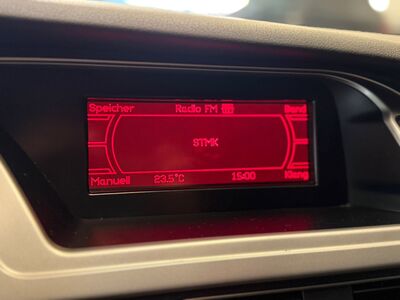 Speicher Radio FM Band
STMK
Manuell 23.5°C 15:00 Klang